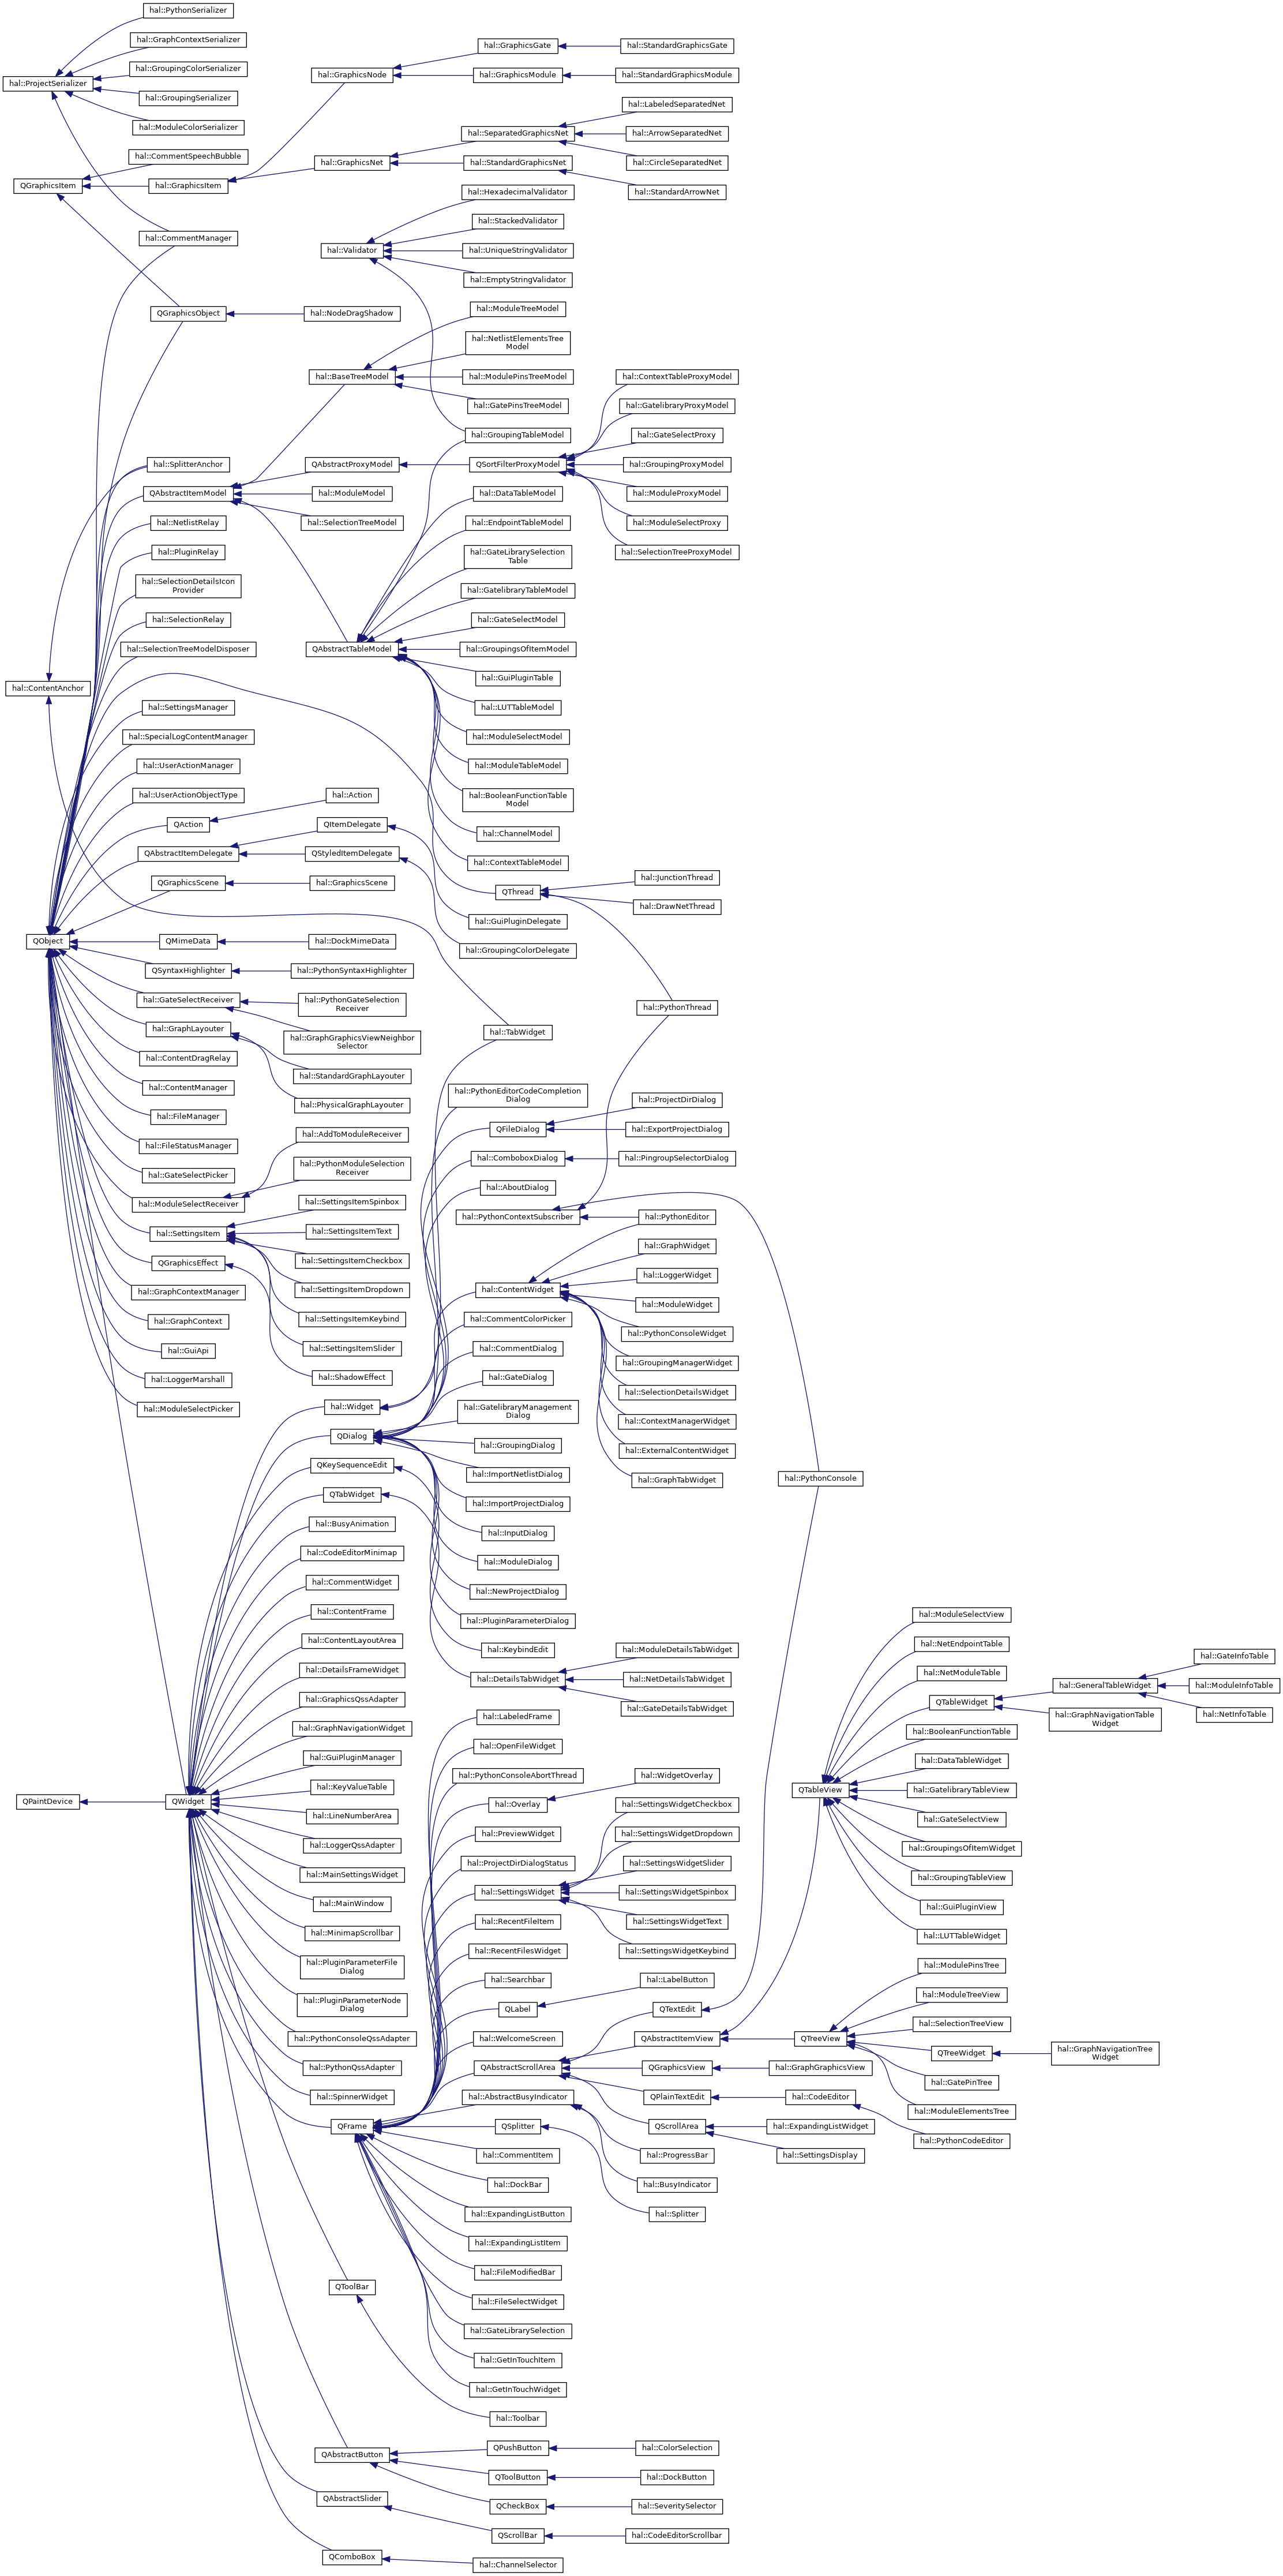 hal::PythonSerializer
hal::GraphContextSerializer
hal::GroupingColorSerializer
hal::ProjectSerializer
hal::GroupingSerializer
hal::ModuleColorSerializer
hal::CommentSpeechBubble
QGraphicsItem
hal::GraphicsItem
hal::CommentManager
QGraphicsObject
hal::NodeDragShadow
hal::GraphicsGate
hal::StandardGraphicsGate
hal::GraphicsNode
hal::GraphicsModule
hal::StandardGraphicsModule
hal::LabeledSeparatedNet
hal::SeparatedGraphicsNet
hal::ArrowSeparatedNet
hal::GraphicsNet
hal::StandardGraphicsNet
hal::CircleSeparatedNet
hal::StandardArrowNet
hal::HexadecimalValidator
hal::StackedValidator
hal::Validator
hal::UniqueStringValidator
hal::EmptyStringValidator
hal::ModuleTreeModel
hal::NetlistElementsTree
Model
hal::BaseTreeModel
hal::ModulePinsTreeModel
hal::GatePinsTreeModel
hal::GroupingTableModel
hal::ContextTableProxyModel
hal::GatelibraryProxyModel
hal::GateSelectProxy
hal::SplitterAnchor
QAbstractProxyModel
QSortFilterProxyModel
hal::GroupingProxyModel
QAbstractItemModel
hal::ModuleModel
hal::DataTableModel
hal::ModuleProxyModel
hal::NetlistRelay
hal::SelectionTreeModel
hal::EndpointTableModel
hal::ModuleSelectProxy
hal::PluginRelay
hal::GateLibrarySelection
Table
hal::SelectionTreeProxyModel
hal::SelectionDetailsIcon
Provider
hal::GatelibraryTableModel
hal::SelectionRelay
hal::GateSelectModel
hal::SelectionTreeModelDisposer
QAbstractTableModel
hal::GroupingsOfItemModel
hal::GuiPluginTable
hal::ContentAnchor
hal::SettingsManager
hal::LUTTableModel
hal::SpecialLogContentManager
hal::ModuleSelectModel
hal::UserActionManager
hal::ModuleTableModel
hal::UserActionObjectType
hal::Action
hal::BooleanFunctionTable
Model
QAction
QItemDelegate
hal::ChannelModel
QAbstractItemDelegate
QStyledItemDelegate
hal::ContextTableModel
QGraphicsScene
hal::GraphicsScene
QThread
hal::JunctionThread
hal::DrawNetThread
hal::GuiPluginDelegate
QObject
QMimeData
hal::DockMimeData
hal::GroupingColorDelegate
QSyntaxHighlighter
hal::PythonSyntaxHighlighter
hal::GateSelectReceiver
hal::PythonGateSelection
Receiver
hal::PythonThread
hal::GraphLayouter
hal::GraphGraphicsViewNeighbor
Selector
hal::TabWidget
hal::ContentDragRelay
hal::StandardGraphLayouter
hal::ContentManager
hal::PhysicalGraphLayouter
hal::PythonEditorCodeCompletion
Dialog
hal::ProjectDirDialog
hal::FileManager
hal::AddToModuleReceiver
QFileDialog
hal::ExportProjectDialog
hal::FileStatusManager
hal::PythonModuleSelection
Receiver
hal::ComboboxDialog
hal::PingroupSelectorDialog
hal::GateSelectPicker
hal::AboutDialog
hal::ModuleSelectReceiver
hal::SettingsItemSpinbox
hal::PythonContextSubscriber
hal::PythonEditor
hal::SettingsItem
hal::SettingsItemText
hal::GraphWidget
QGraphicsEffect
hal::SettingsItemCheckbox
hal::LoggerWidget
hal::GraphContextManager
hal::SettingsItemDropdown
hal::ContentWidget
hal::ModuleWidget
hal::GraphContext
hal::SettingsItemKeybind
hal::CommentColorPicker
hal::PythonConsoleWidget
hal::GuiApi
hal::SettingsItemSlider
hal::CommentDialog
hal::GroupingManagerWidget
hal::LoggerMarshall
hal::ShadowEffect
hal::GateDialog
hal::SelectionDetailsWidget
hal::ModuleSelectPicker
hal::Widget
hal::GatelibraryManagement
Dialog
hal::ContextManagerWidget
QDialog
hal::GroupingDialog
hal::ExternalContentWidget
QKeySequenceEdit
hal::ImportNetlistDialog
hal::GraphTabWidget
hal::PythonConsole
QTabWidget
hal::ImportProjectDialog
hal::BusyAnimation
hal::InputDialog
hal::CodeEditorMinimap
hal::ModuleDialog
hal::CommentWidget
hal::NewProjectDialog
hal::ContentFrame
hal::PluginParameterDialog
hal::ContentLayoutArea
hal::KeybindEdit
hal::ModuleDetailsTabWidget
hal::DetailsFrameWidget
hal::DetailsTabWidget
hal::NetDetailsTabWidget
hal::GraphicsQssAdapter
hal::GateDetailsTabWidget
hal::GraphNavigationWidget
hal::LabeledFrame
hal::GuiPluginManager
hal::OpenFileWidget
hal::KeyValueTable
hal::PythonConsoleAbortThread
hal::WidgetOverlay
QPaintDevice
QWidget
hal::LineNumberArea
hal::Overlay
hal::SettingsWidgetCheckbox
hal::LoggerQssAdapter
hal::PreviewWidget
hal::SettingsWidgetDropdown
hal::MainSettingsWidget
hal::ProjectDirDialogStatus
hal::SettingsWidgetSlider
hal::MainWindow
hal::SettingsWidget
hal::SettingsWidgetSpinbox
hal::MinimapScrollbar
hal::RecentFileItem
hal::SettingsWidgetText
hal::PluginParameterFile
Dialog
hal::RecentFilesWidget
hal::SettingsWidgetKeybind
hal::PluginParameterNode
Dialog
hal::Searchbar
hal::LabelButton
hal::PythonConsoleQssAdapter
QLabel
QTextEdit
hal::PythonQssAdapter
hal::WelcomeScreen
QAbstractItemView
hal::SpinnerWidget
QAbstractScrollArea
QGraphicsView
hal::GraphGraphicsView
QFrame
hal::AbstractBusyIndicator
QPlainTextEdit
hal::CodeEditor
QSplitter
QScrollArea
hal::ExpandingListWidget
hal::CommentItem
hal::ProgressBar
hal::SettingsDisplay
hal::DockBar
hal::BusyIndicator
hal::ExpandingListButton
hal::Splitter
hal::ExpandingListItem
hal::FileModifiedBar
QToolBar
hal::FileSelectWidget
hal::GateLibrarySelection
hal::GetInTouchItem
hal::GetInTouchWidget
hal::Toolbar
hal::ModuleSelectView
hal::NetEndpointTable
hal::NetModuleTable
hal::GateInfoTable
QTableWidget
hal::GeneralTableWidget
hal::ModuleInfoTable
hal::BooleanFunctionTable
hal::GraphNavigationTable
Widget
hal::NetInfoTable
hal::DataTableWidget
QTableView
hal::GatelibraryTableView
hal::GateSelectView
hal::GroupingsOfItemWidget
hal::GroupingTableView
hal::GuiPluginView
hal::LUTTableWidget
hal::ModulePinsTree
hal::ModuleTreeView
hal::SelectionTreeView
QTreeView
QTreeWidget
hal::GraphNavigationTree
Widget
hal::GatePinTree
hal::ModuleElementsTree
hal::PythonCodeEditor
QAbstractButton
QPushButton
hal::ColorSelection
QToolButton
hal::DockButton
QAbstractSlider
QCheckBox
hal::SeveritySelector
QScrollBar
hal::CodeEditorScrollbar
QComboBox
hal::ChannelSelector